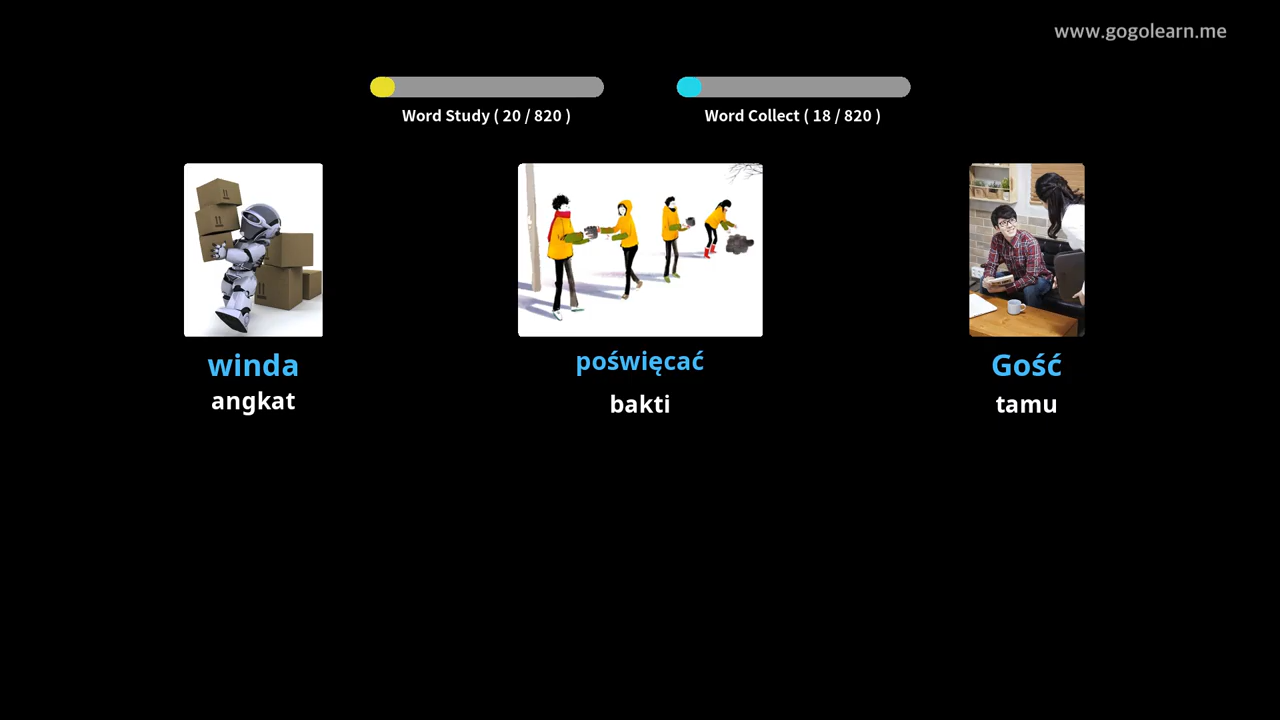 www.gogolearn.me
Word Study ( 20 / 820 )
Word Collect ( 18 / 820 )
winda
angkat
poświęcać
bakti
Gość
tamu